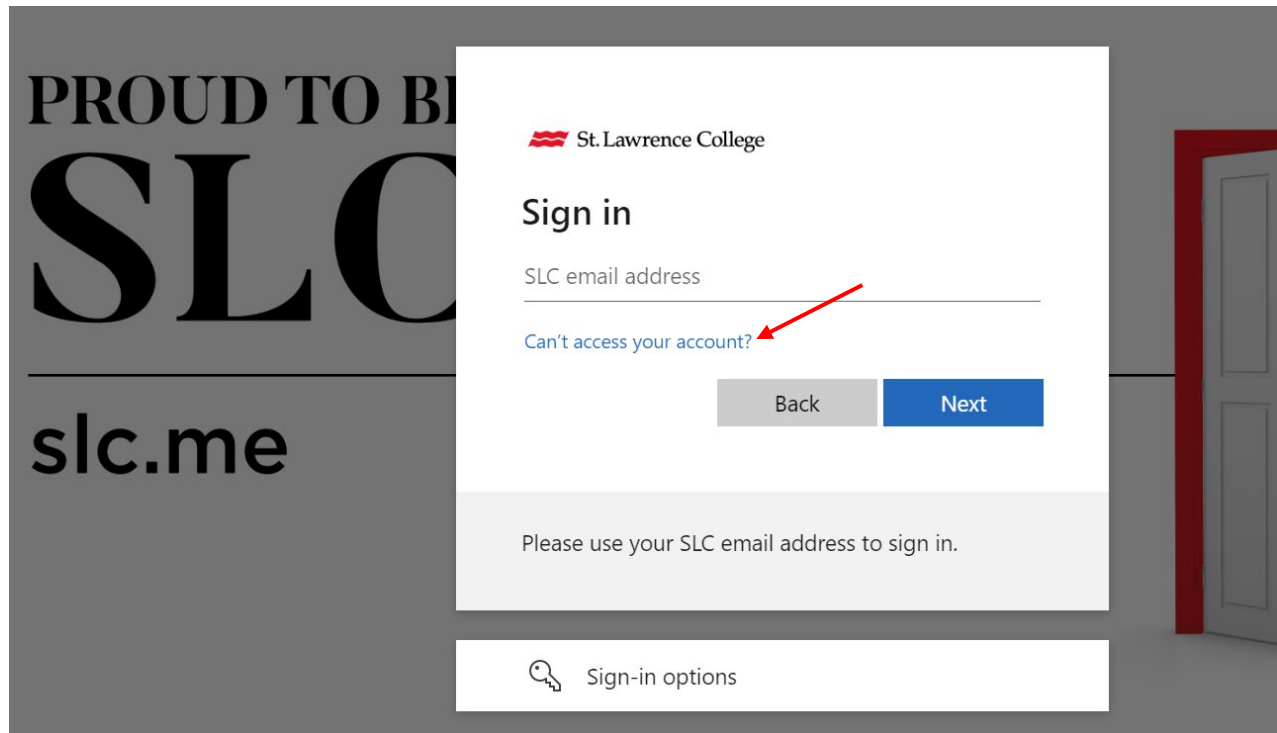 PROUD TO B
SLC
slc.me
St. Lawrence College
Sign in
SLC email address
Can't access your account?
Back
Next
Please use your SLC email address to sign in.
Sign-in options